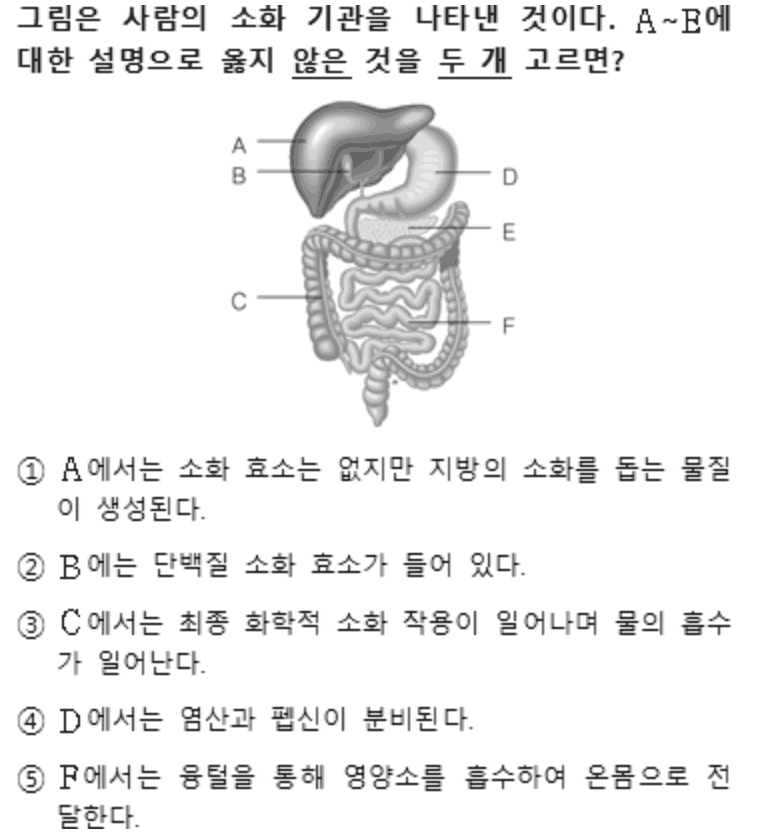 그림은 사람의 소화 기관을 나타낸 것이다. A~E에
대한 설명으로 옳지 않은 것을 두 개 고르면?
A
B
D
E
C
F
① A에서는 소화 효소는 없지만 지방의 소화를 돕는 물질
이 생성된다.
② B에는 단백질 소화 효소가 들어 있다.
③ C에서는 최종 화학적 소화 작용이 일어나며 물의 흡수
가 일어난다.
④ D에서는 염산과 펩신이 분비된다.
⑤ F에서는 융털을 통해 영양소를 흡수하여 온몸으로 전
달한다.